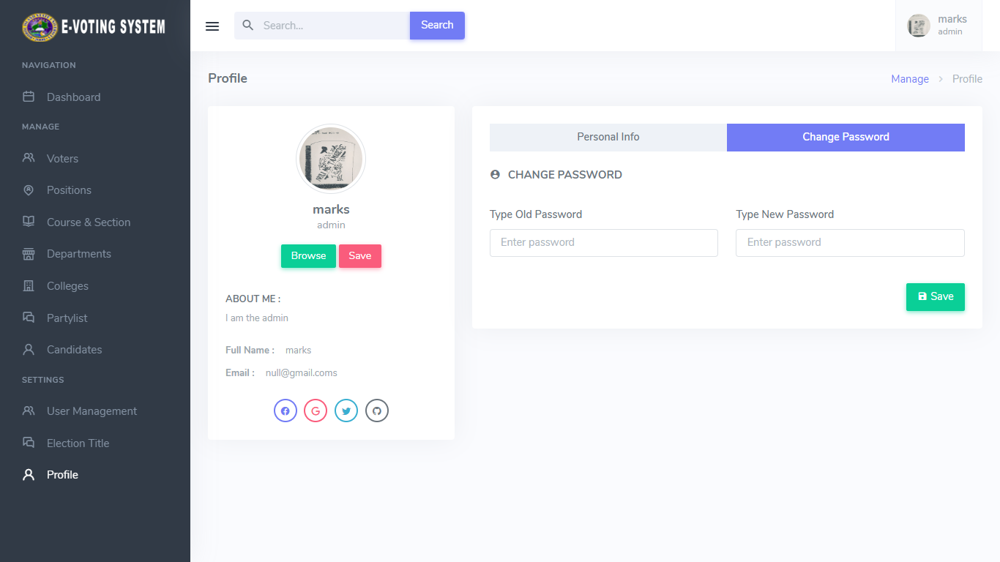 E-VOTING SYSTEM
NAVIGATION
Dashboard
MANAGE
Voters
Positions
Course & Section
Departments
Colleges
Partylist
Candidates
SETTINGS
User Management
Election Title
Profile
Search...
Search
marks
admin
Profile
Manage > Profile
marks
admin
Browse Save
ABOUT ME :
I am the admin
Full Name : marks
Email : null@gmail.coms
Personal Info
Change Password
CHANGE PASSWORD
Type Old Password Type New Password
Enter password Enter password
Save